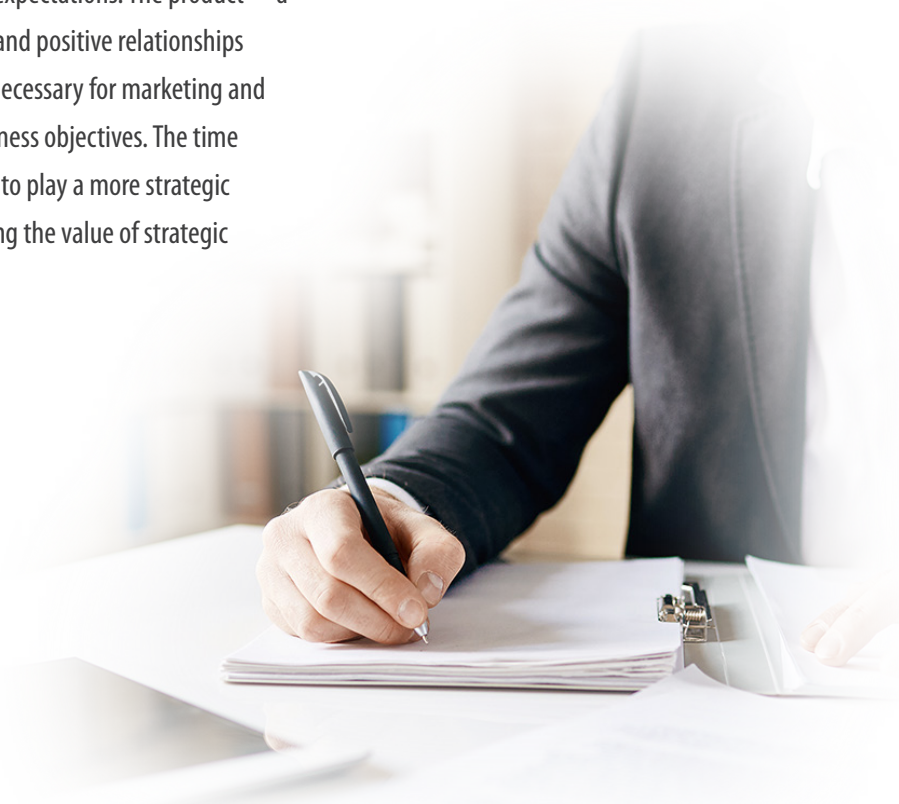 expectations. The product
and positive relationships
necessary for marketing and
ness objectives. The time
to play a more strategic
ng the value of strategic